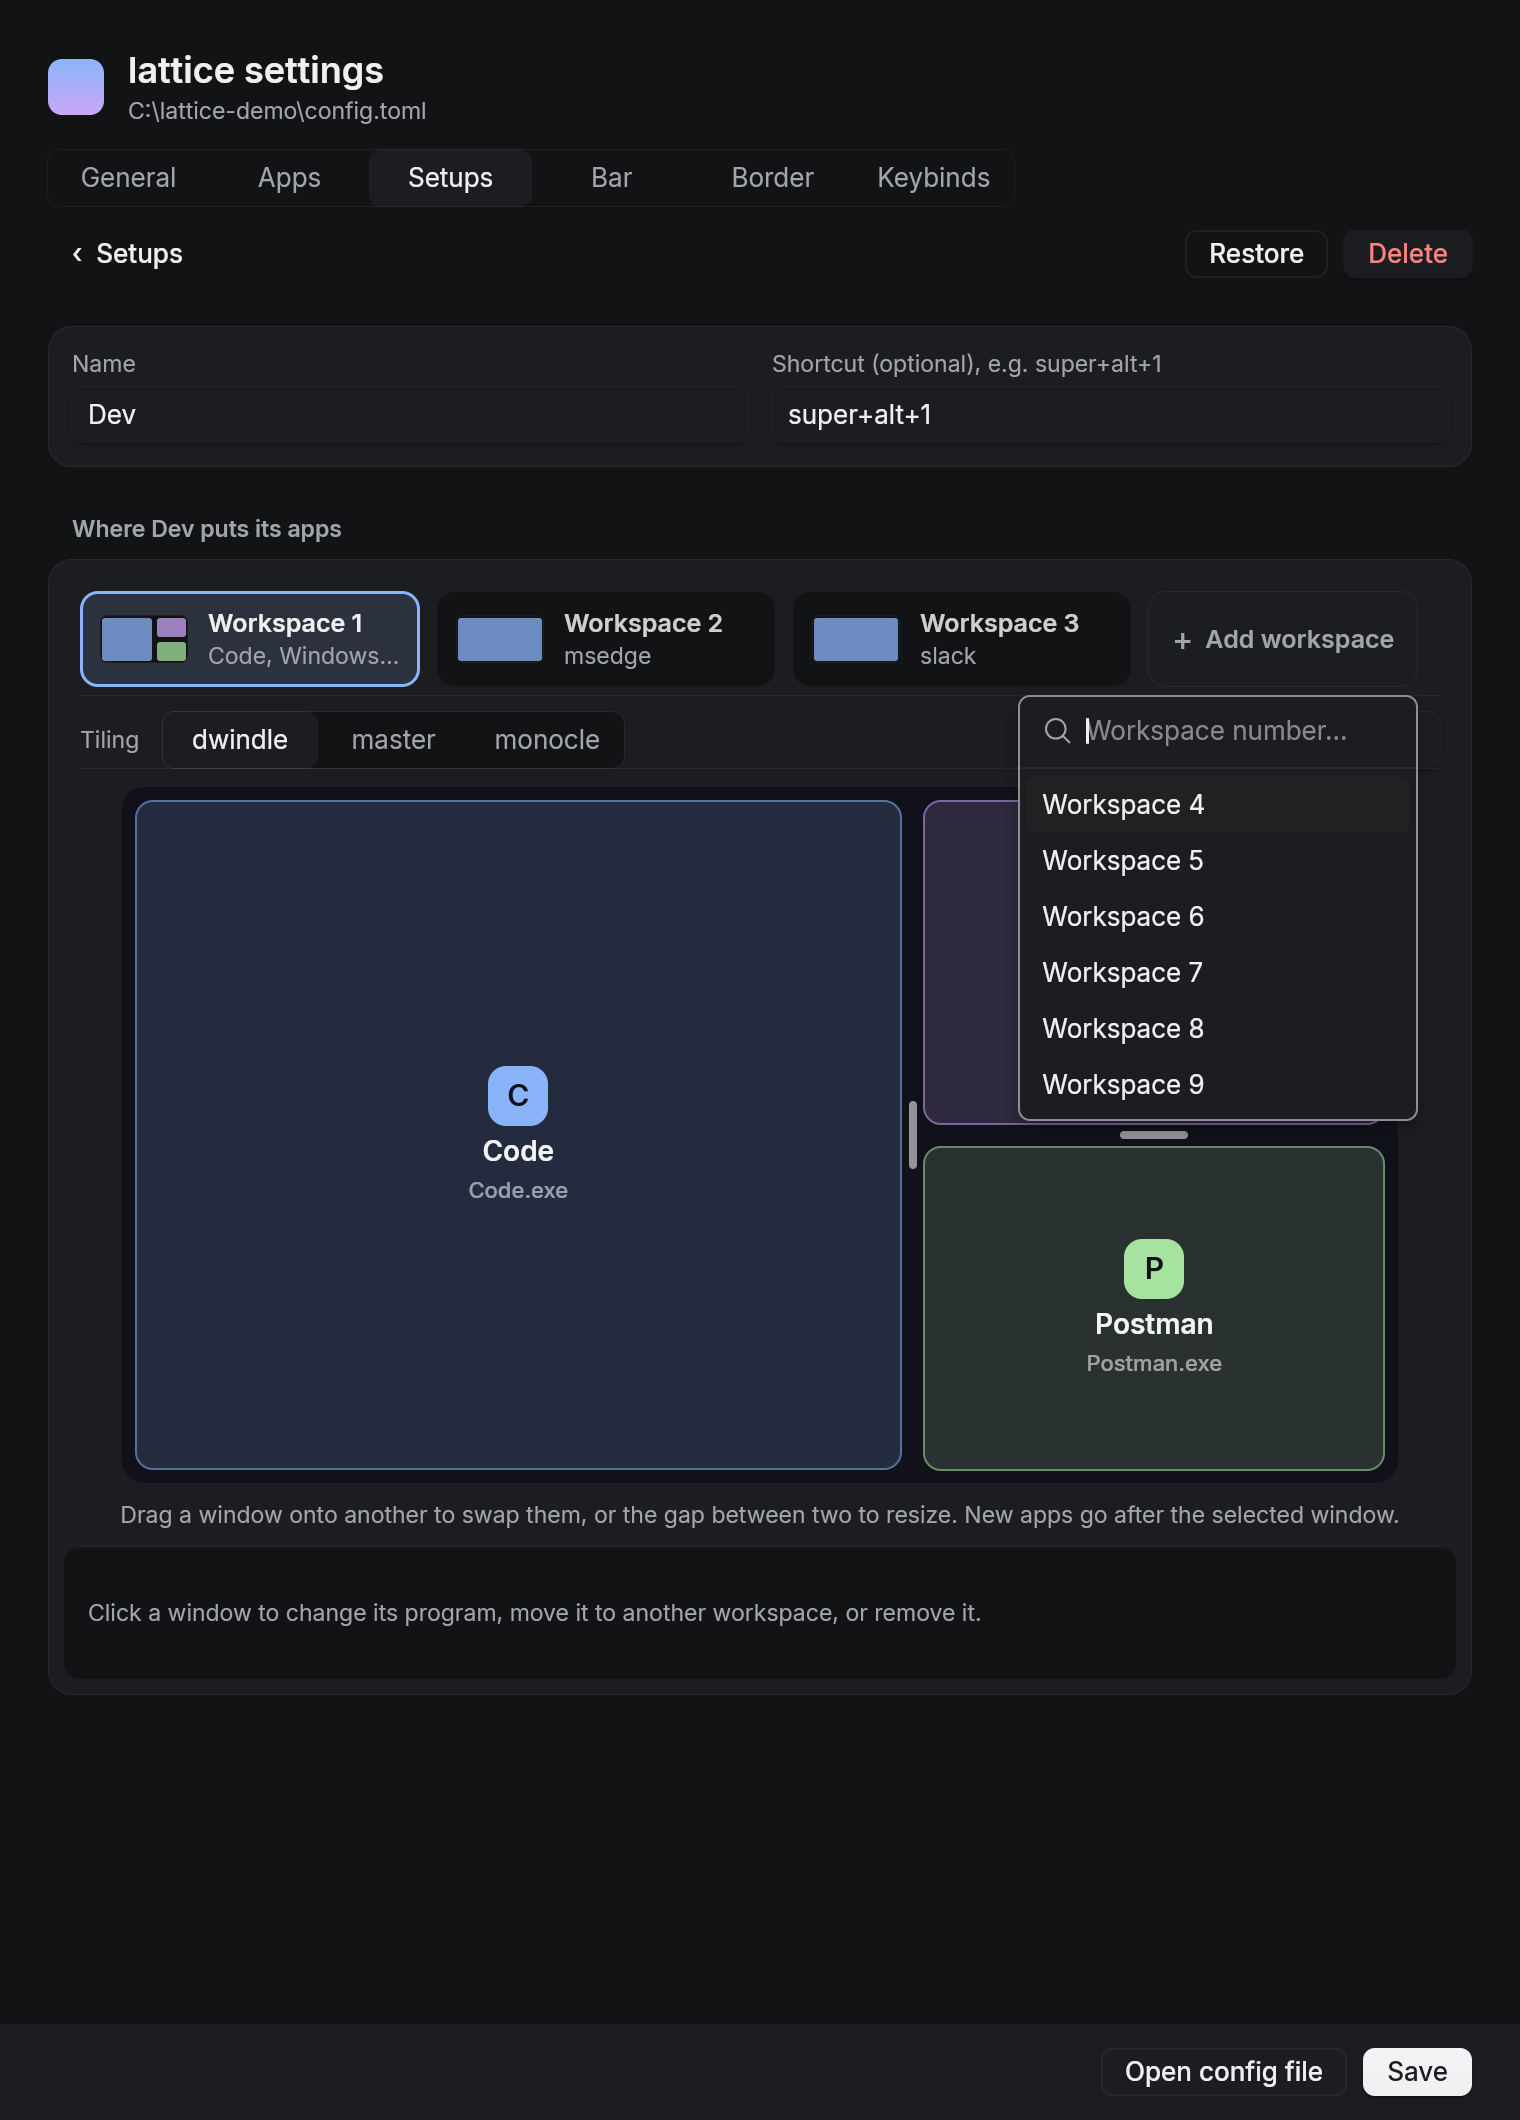 lattice settings
C:\lattice-demo\config.toml
General
Apps
Setups
Bar
Border
Keybinds
‹ Setups
Restore
Delete
Name
Shortcut (optional), e.g. super+alt+1
Dev
super+alt+1
Where Dev puts its apps
Workspace 1
Code, Windows...
Workspace 2
msedge
Workspace 3
slack
+ Add workspace
Tiling
dwindle
master
monocle
Workspace number...
Workspace 4
Workspace 5
Workspace 6
Workspace 7
Workspace 8
Workspace 9
C
Code
Code.exe
P
Postman
Postman.exe
Drag a window onto another to swap them, or the gap between two to resize. New apps go after the selected window.
Click a window to change its program, move it to another workspace, or remove it.
Open config file
Save